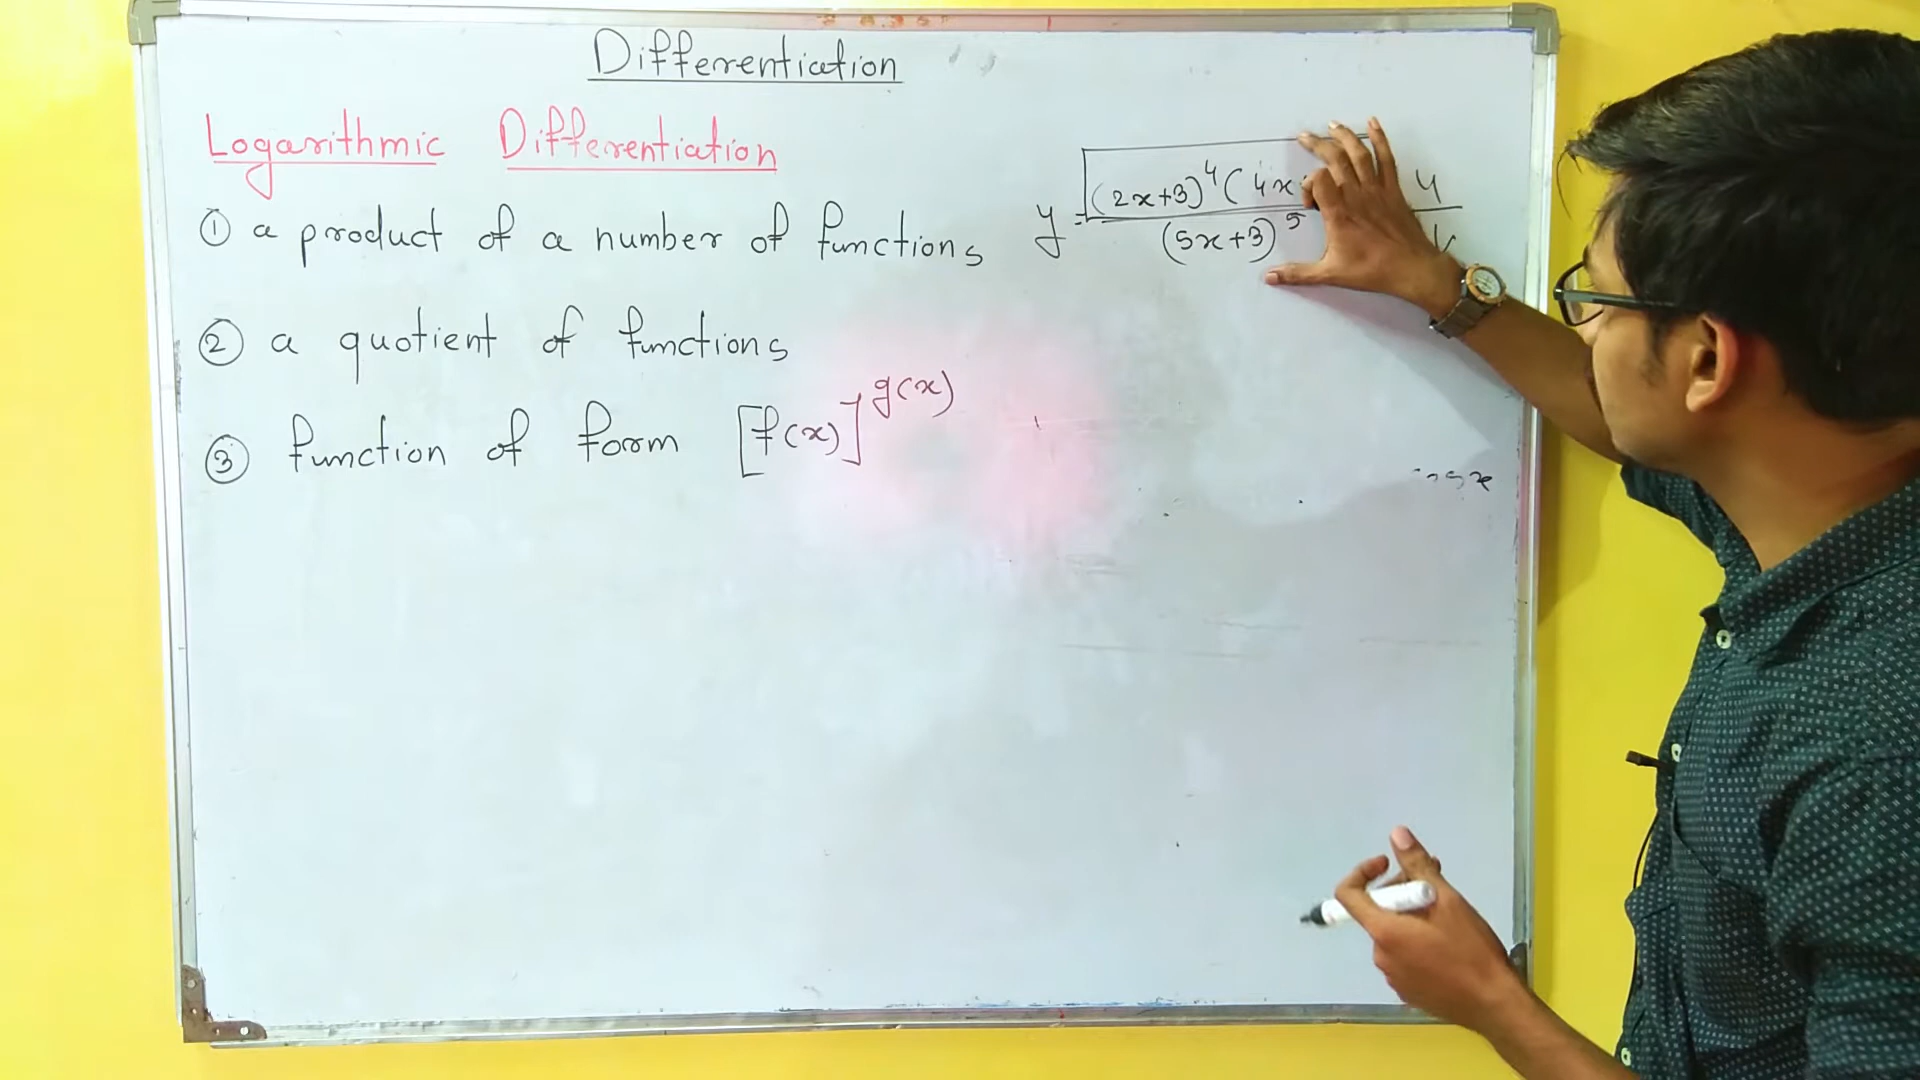 Differentiation
Logarithmic Differentiation
① a product of a number of functions
y = (2x+3)⁴ (4x
(5x+3)⁵
② a quotient of functions
③ function of form [f(x)]^g(x)